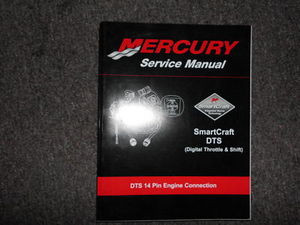 MERCURY
Service Manual
SmartCraft
SmartCraft
DTS
(Digital Throttle & Shift)
DTS 14 Pin Engine Connection